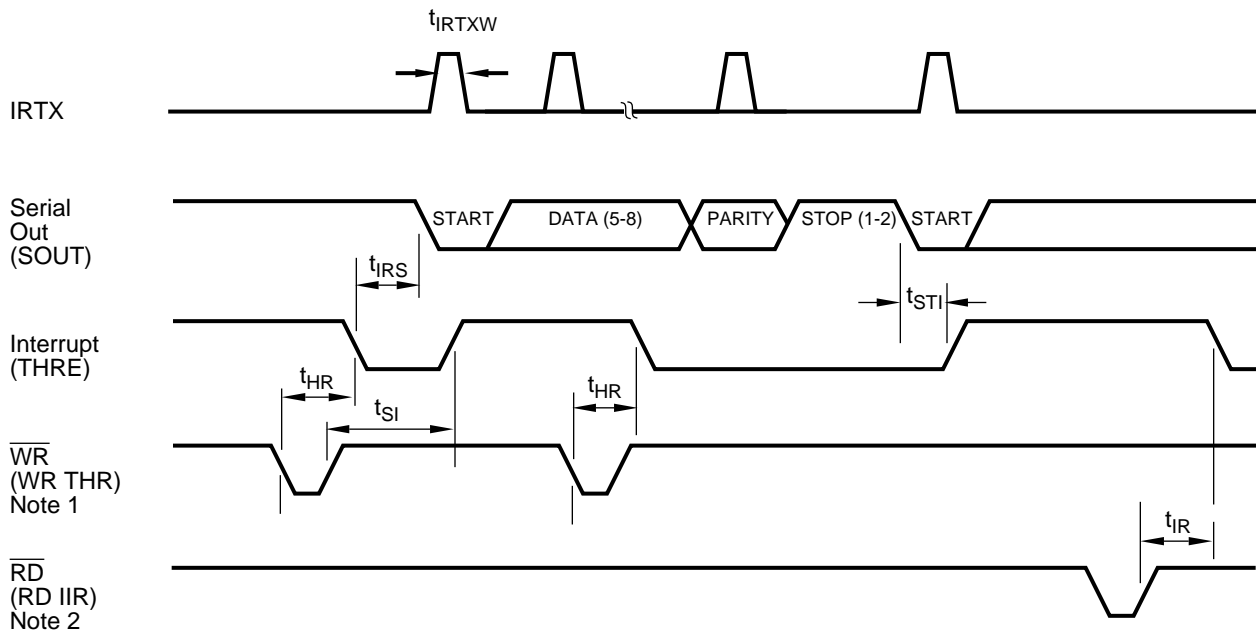 tIRTXW
IRTX
Serial
Out
(SOUT)
START
DATA (5-8)
PARITY
STOP (1-2)
START
tIRS
tSTI
Interrupt
(THRE)
tHR
tSI
tHR
WR
(WR THR)
Note 1
tIR
RD
(RD IIR)
Note 2